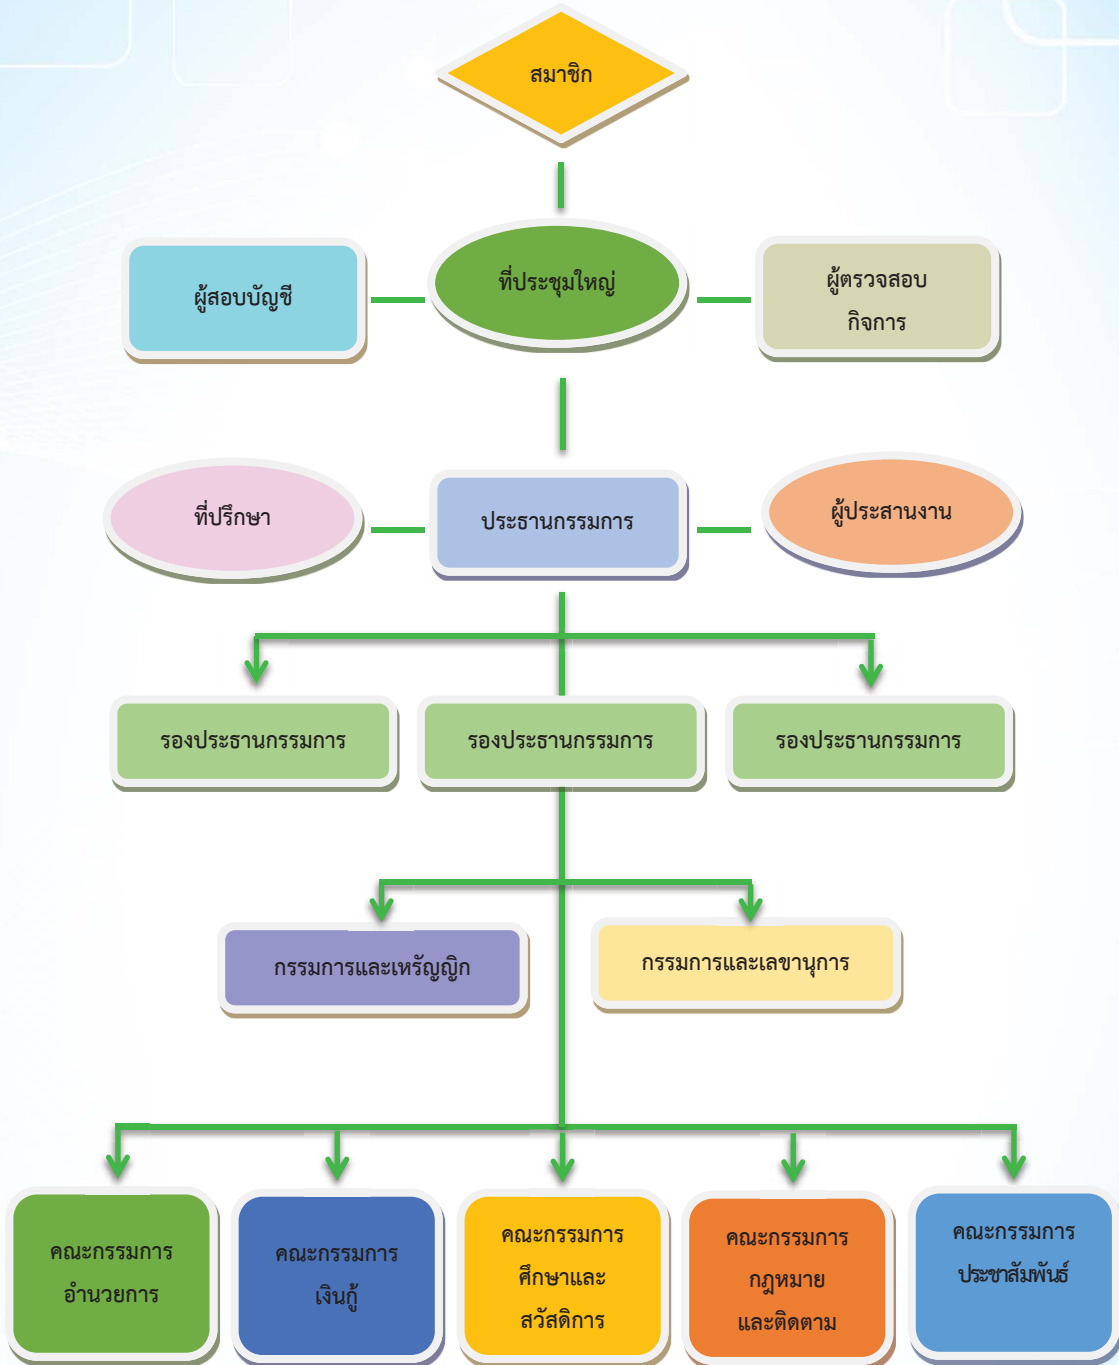 สมาชิก
ผู้สอบบัญชี
ที่ประชุมใหญ่
ผู้ตรวจสอบ
กิจการ
ที่ปรึกษา
ประธานกรรมการ
ผู้ประสานงาน
รองประธานกรรมการ
รองประธานกรรมการ
รองประธานกรรมการ
กรรมการและเหรัญญิก
กรรมการและเลขานุการ
คณะกรรมการ
อำนวยการ
คณะกรรมการ
เงินกู้
คณะกรรมการ
ศึกษาและ
สวัสดิการ
คณะกรรมการ
กฎหมาย
และติดตาม
คณะกรรมการ
ประชาสัมพันธ์